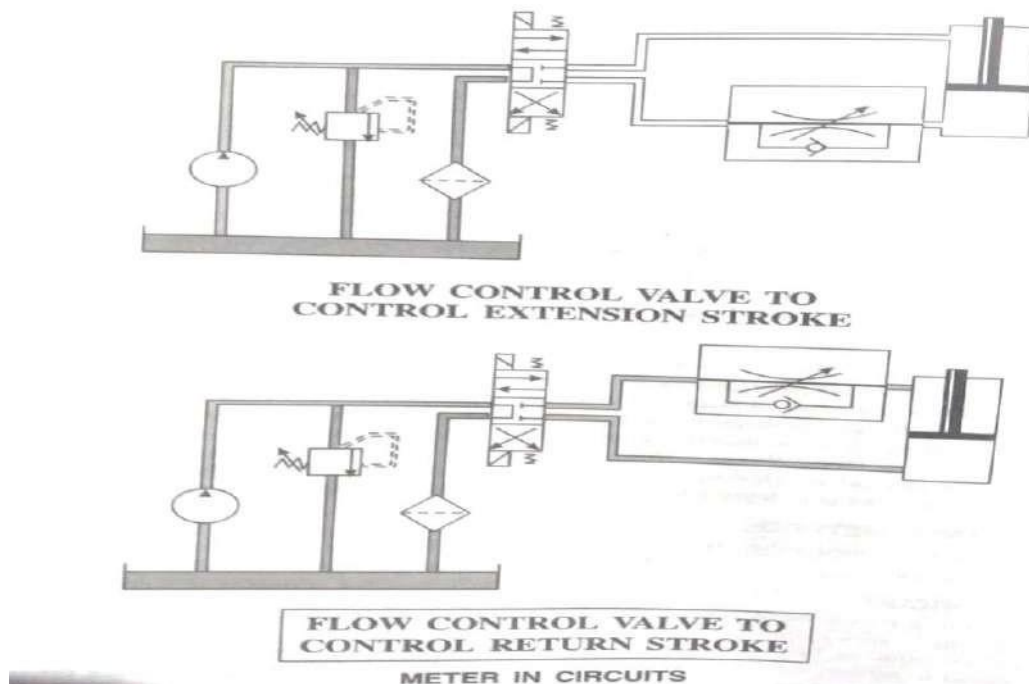 FLOW CONTROL VALVE TO
CONTROL EXTENSION STROKE
FLOW CONTROL VALVE TO
CONTROL RETURN STROKE
METER IN CIRCUITS